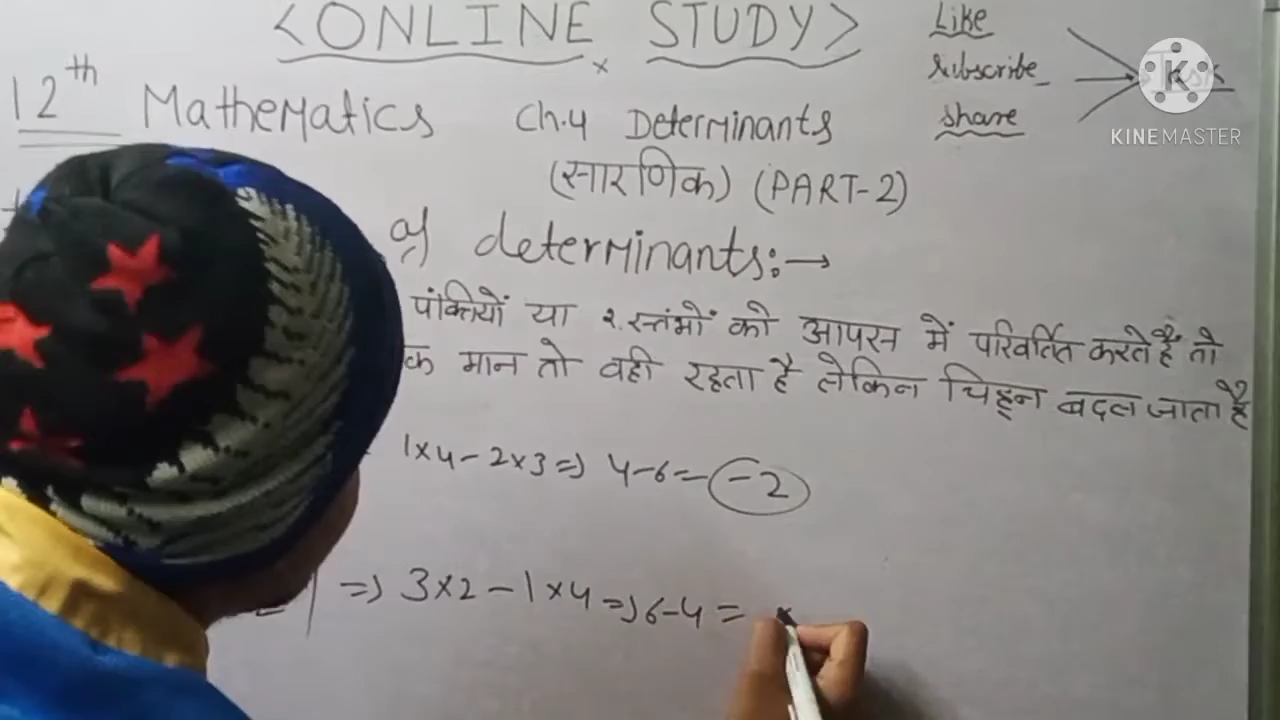 <ONLINE STUDY>
Like
Subscribe
Share
KINEMASTER
12th Mathematics Ch.4 Determinants
(सारणिक) (PART-2)
of determinants:→
पंक्तियों या २ स्तंभों को आपस में परिवर्तित करते हैं तो
मान तो वही रहता है लेकिन चिह्न बदल जाता है
1×4-2×3⇒ 4-6=-2
⇒ 3×2-1×4⇒6-4=